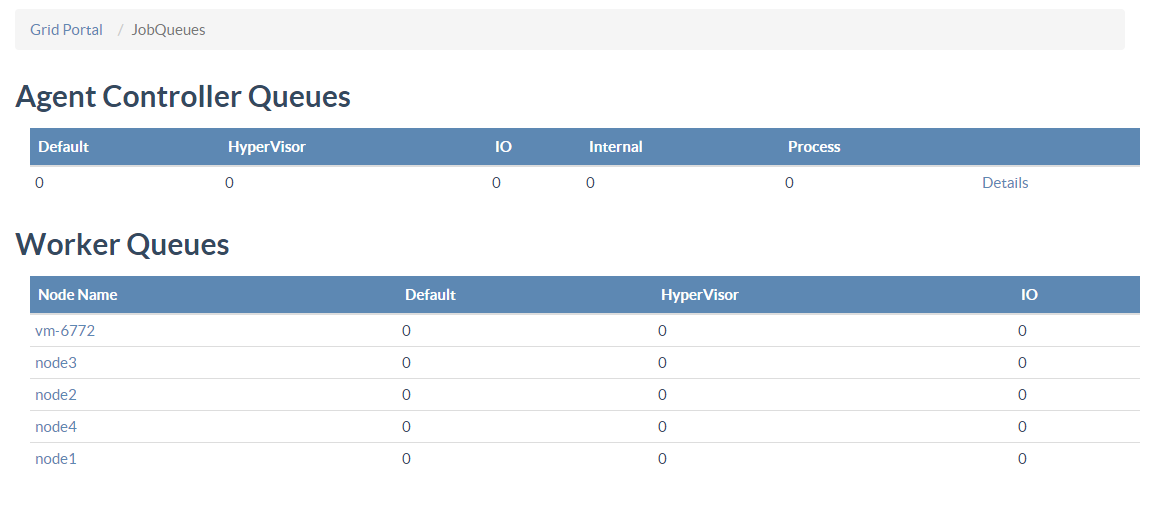 Grid Portal / JobQueues
Agent Controller Queues
Default HyperVisor IO Internal Process
0 0 0 0 0 Details
Worker Queues
Node Name Default HyperVisor IO
vm-6772 0 0 0
node3 0 0 0
node2 0 0 0
node4 0 0 0
node1 0 0 0